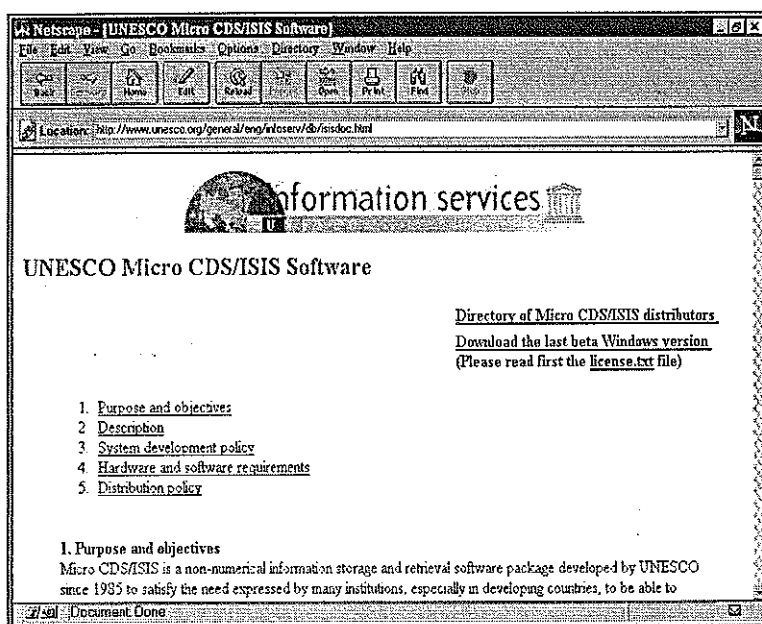 Netscape - [UNESCO Micro CDS/ISIS Software]
File Edit View Go Bookmarks Options Directory Window Help
Back Home Edit Reload Open Print Find
Location: http://www.unesco.org/general/eng/infoserv/db/isisdoc.html
N
information services
U
UNESCO Micro CDS/ISIS Software
Directory of Micro CDS/ISIS distributors
Download the last beta Windows version
(Please read first the license.txt file)
1. Purpose and objectives
2 Description
3. System development policy
4. Hardware and software requirements
5. Distribution policy
1. Purpose and objectives
Micro CDS/ISIS is a non-numerical information storage and retrieval software package developed by UNESCO
since 1985 to satisfy the need expressed by many institutions, especially in developing countries, to be able to
Document: Done